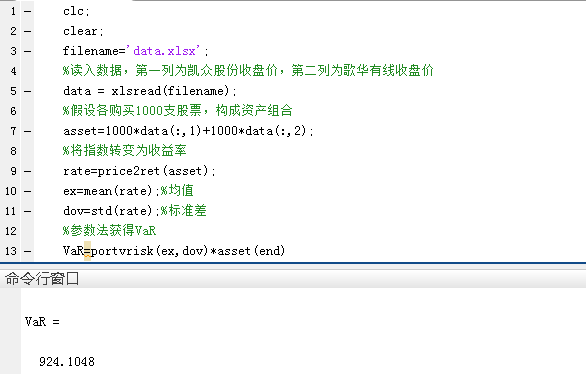 1 - clc;
2 - clear;
3 - filename='data.xlsx';
4 %读入数据，第一列为凯众股份收盘价，第二列为歌华有线收盘价
5 - data = xlsread(filename);
6 %假设各购买1000支股票，构成资产组合
7 - asset=1000*data(:,1)+1000*data(:,2);
8 %将指数转变为收益率
9 - rate=price2ret(asset);
10 - ex=mean(rate);%均值
11 - dov=std(rate);%标准差
12 %参数法获得VaR
13 - VaR=portvrisk(ex,dov)*asset(end)
命令行窗口
VaR =
924.1048